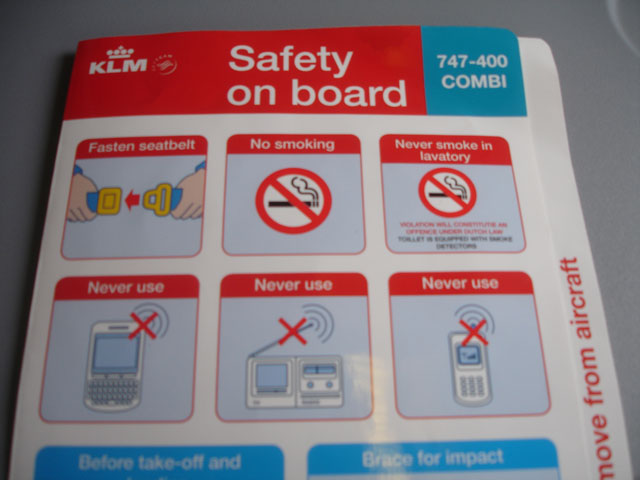 KLM
Safety
on board
747-400
COMBI
Fasten seatbelt
No smoking
Never smoke in
lavatory
VIOLATION WILL CONSTITUTE AN
OFFENCE UNDER DUTCH LAW
TOILET IS EQUIPPED WITH SMOKE
DETECTORS
Never use
Never use
Never use
Before take-off and
Brace for impact
move from aircraft